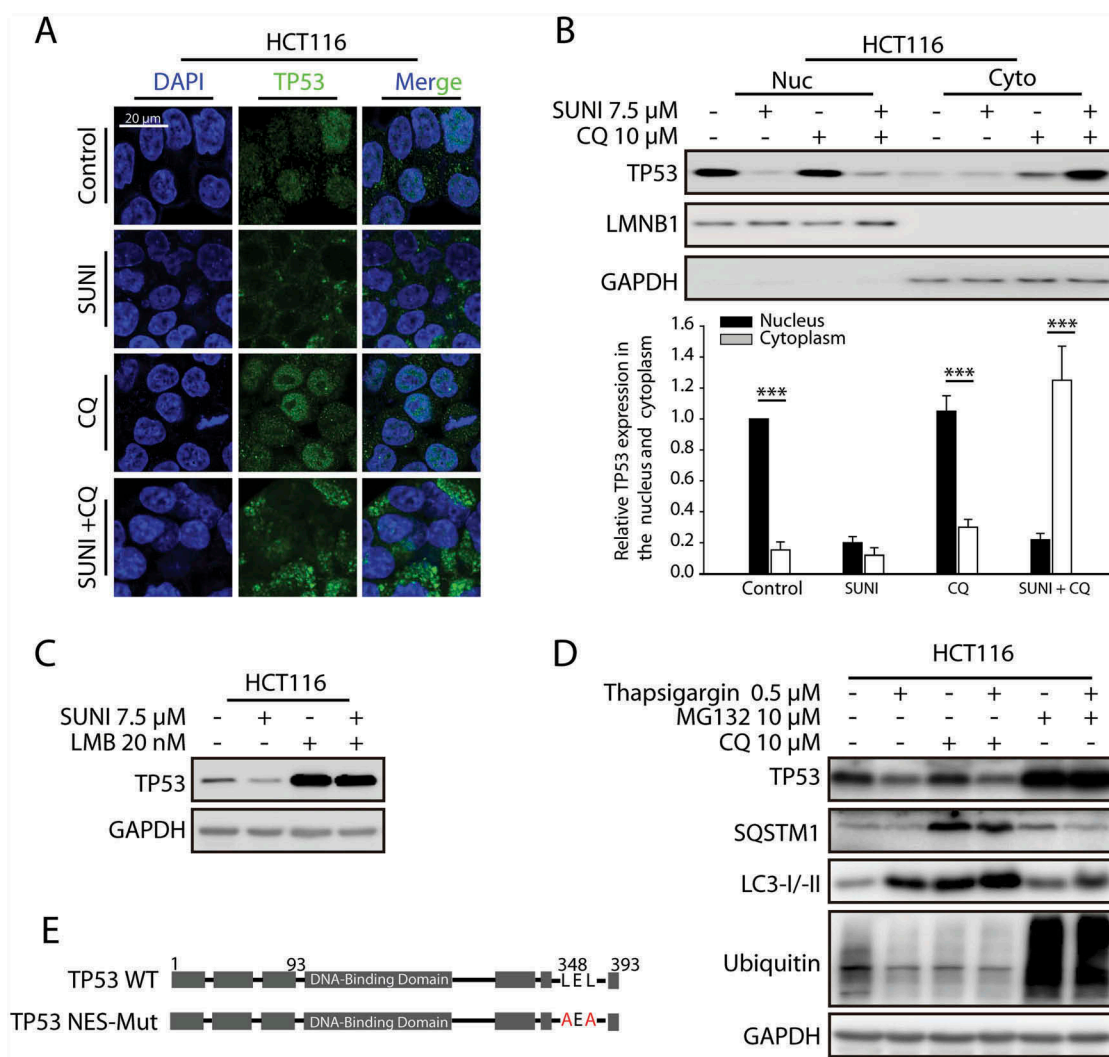 A
HCT116
DAPI TP53 Merge
20 μm
Control
SUNI
CQ
SUNI +CQ
B
HCT116
Nuc Cyto
SUNI 7.5 μM - + - + - - - +
CQ 10 μM - - + + - - + +
TP53
LMNB1
GAPDH
Relative TP53 expression in
the nucleus and cytoplasm
1.6
1.4
1.2
1.0
0.8
0.6
0.4
0.2
0.0
Nucleus
Cytoplasm
*** *** ***
Control SUNI CQ SUNI + CQ
C
HCT116
SUNI 7.5 μM - + - +
LMB 20 nM - - + +
TP53
GAPDH
D
HCT116
Thapsigargin 0.5 μM - + - + - +
MG132 10 μM - - - - + +
CQ 10 μM - - + + - -
TP53
SQSTM1
LC3-I/-II
Ubiquitin
GAPDH
E
1 93 348 393
TP53 WT DNA-Binding Domain LEL
TP53 NES-Mut DNA-Binding Domain AEA